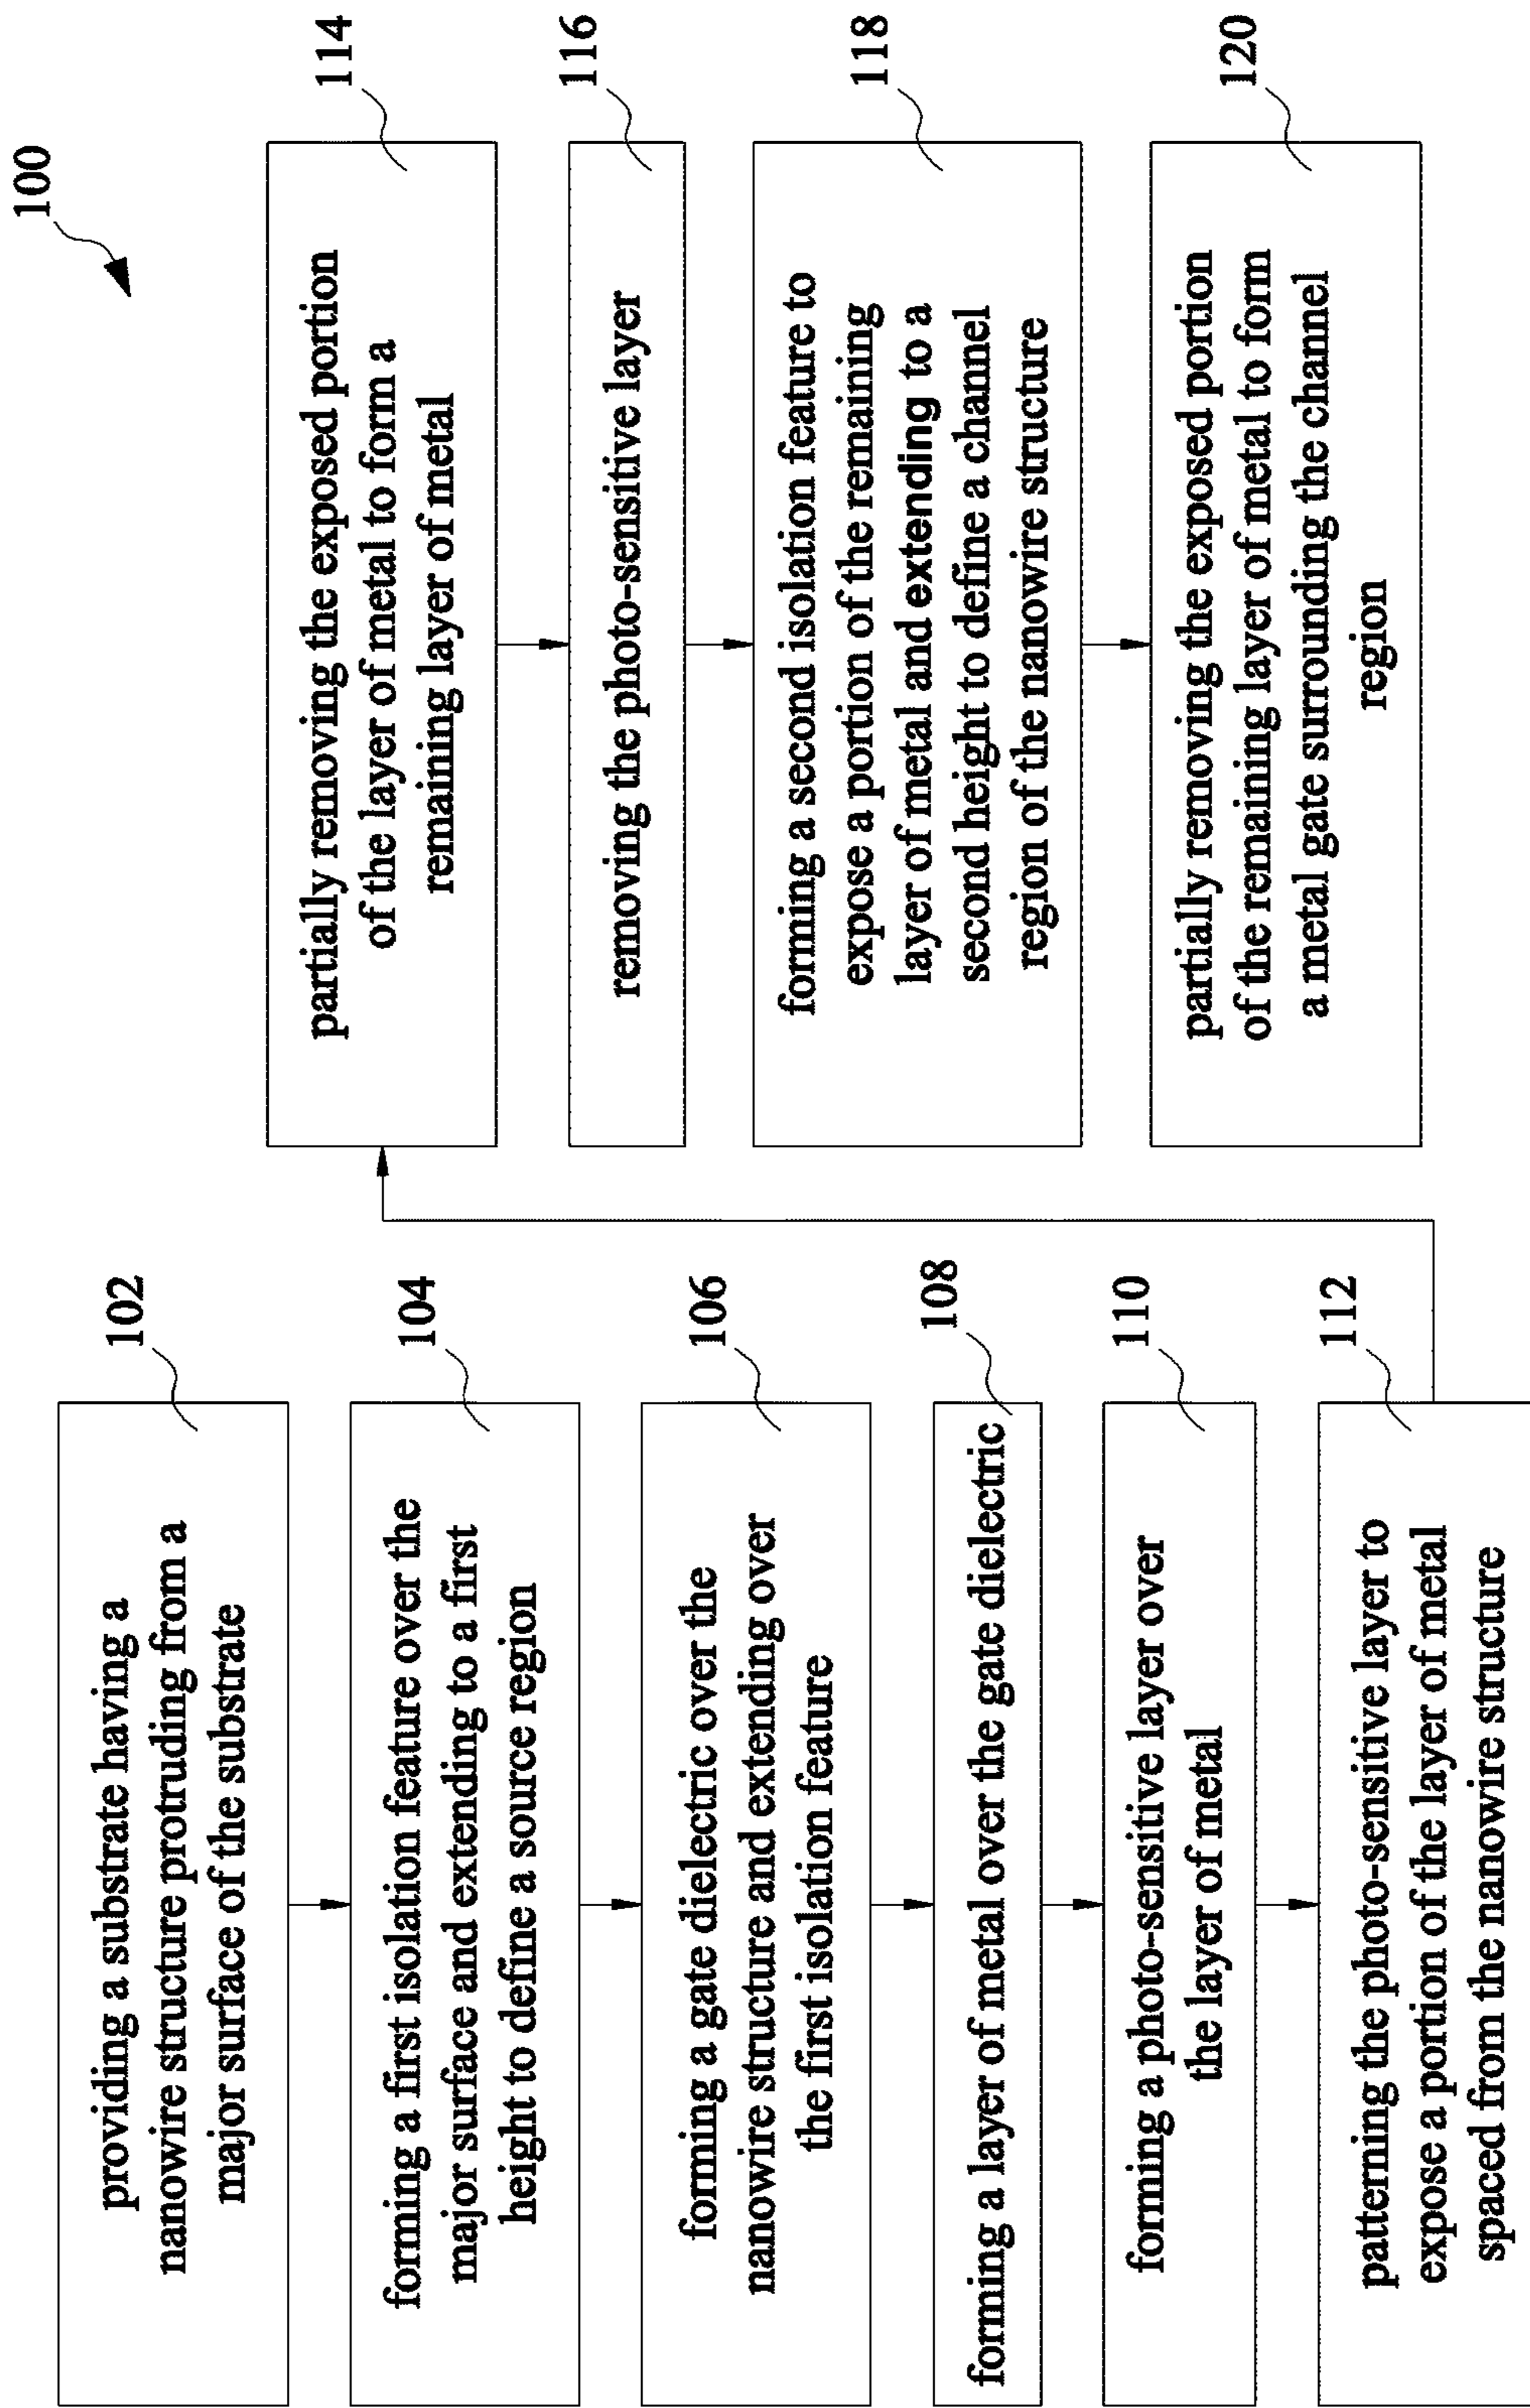 100
providing a substrate having a
nanowire structure protruding from a
major surface of the substrate
102
forming a first isolation feature over the
major surface and extending to a first
height to define a source region
104
forming a gate dielectric over the
nanowire structure and extending over
the first isolation feature
106
forming a layer of metal over the gate dielectric
108
forming a photo-sensitive layer over
the layer of metal
110
patterning the photo-sensitive layer to
expose a portion of the layer of metal
spaced from the nanowire structure
112
partially removing the exposed portion
of the layer of metal to form a
remaining layer of metal
114
removing the photo-sensitive layer
116
forming a second isolation feature to
expose a portion of the remaining
layer of metal and extending to a
second height to define a channel
region of the nanowire structure
118
partially removing the exposed portion
of the remaining layer of metal to form
a metal gate surrounding the channel
region
120